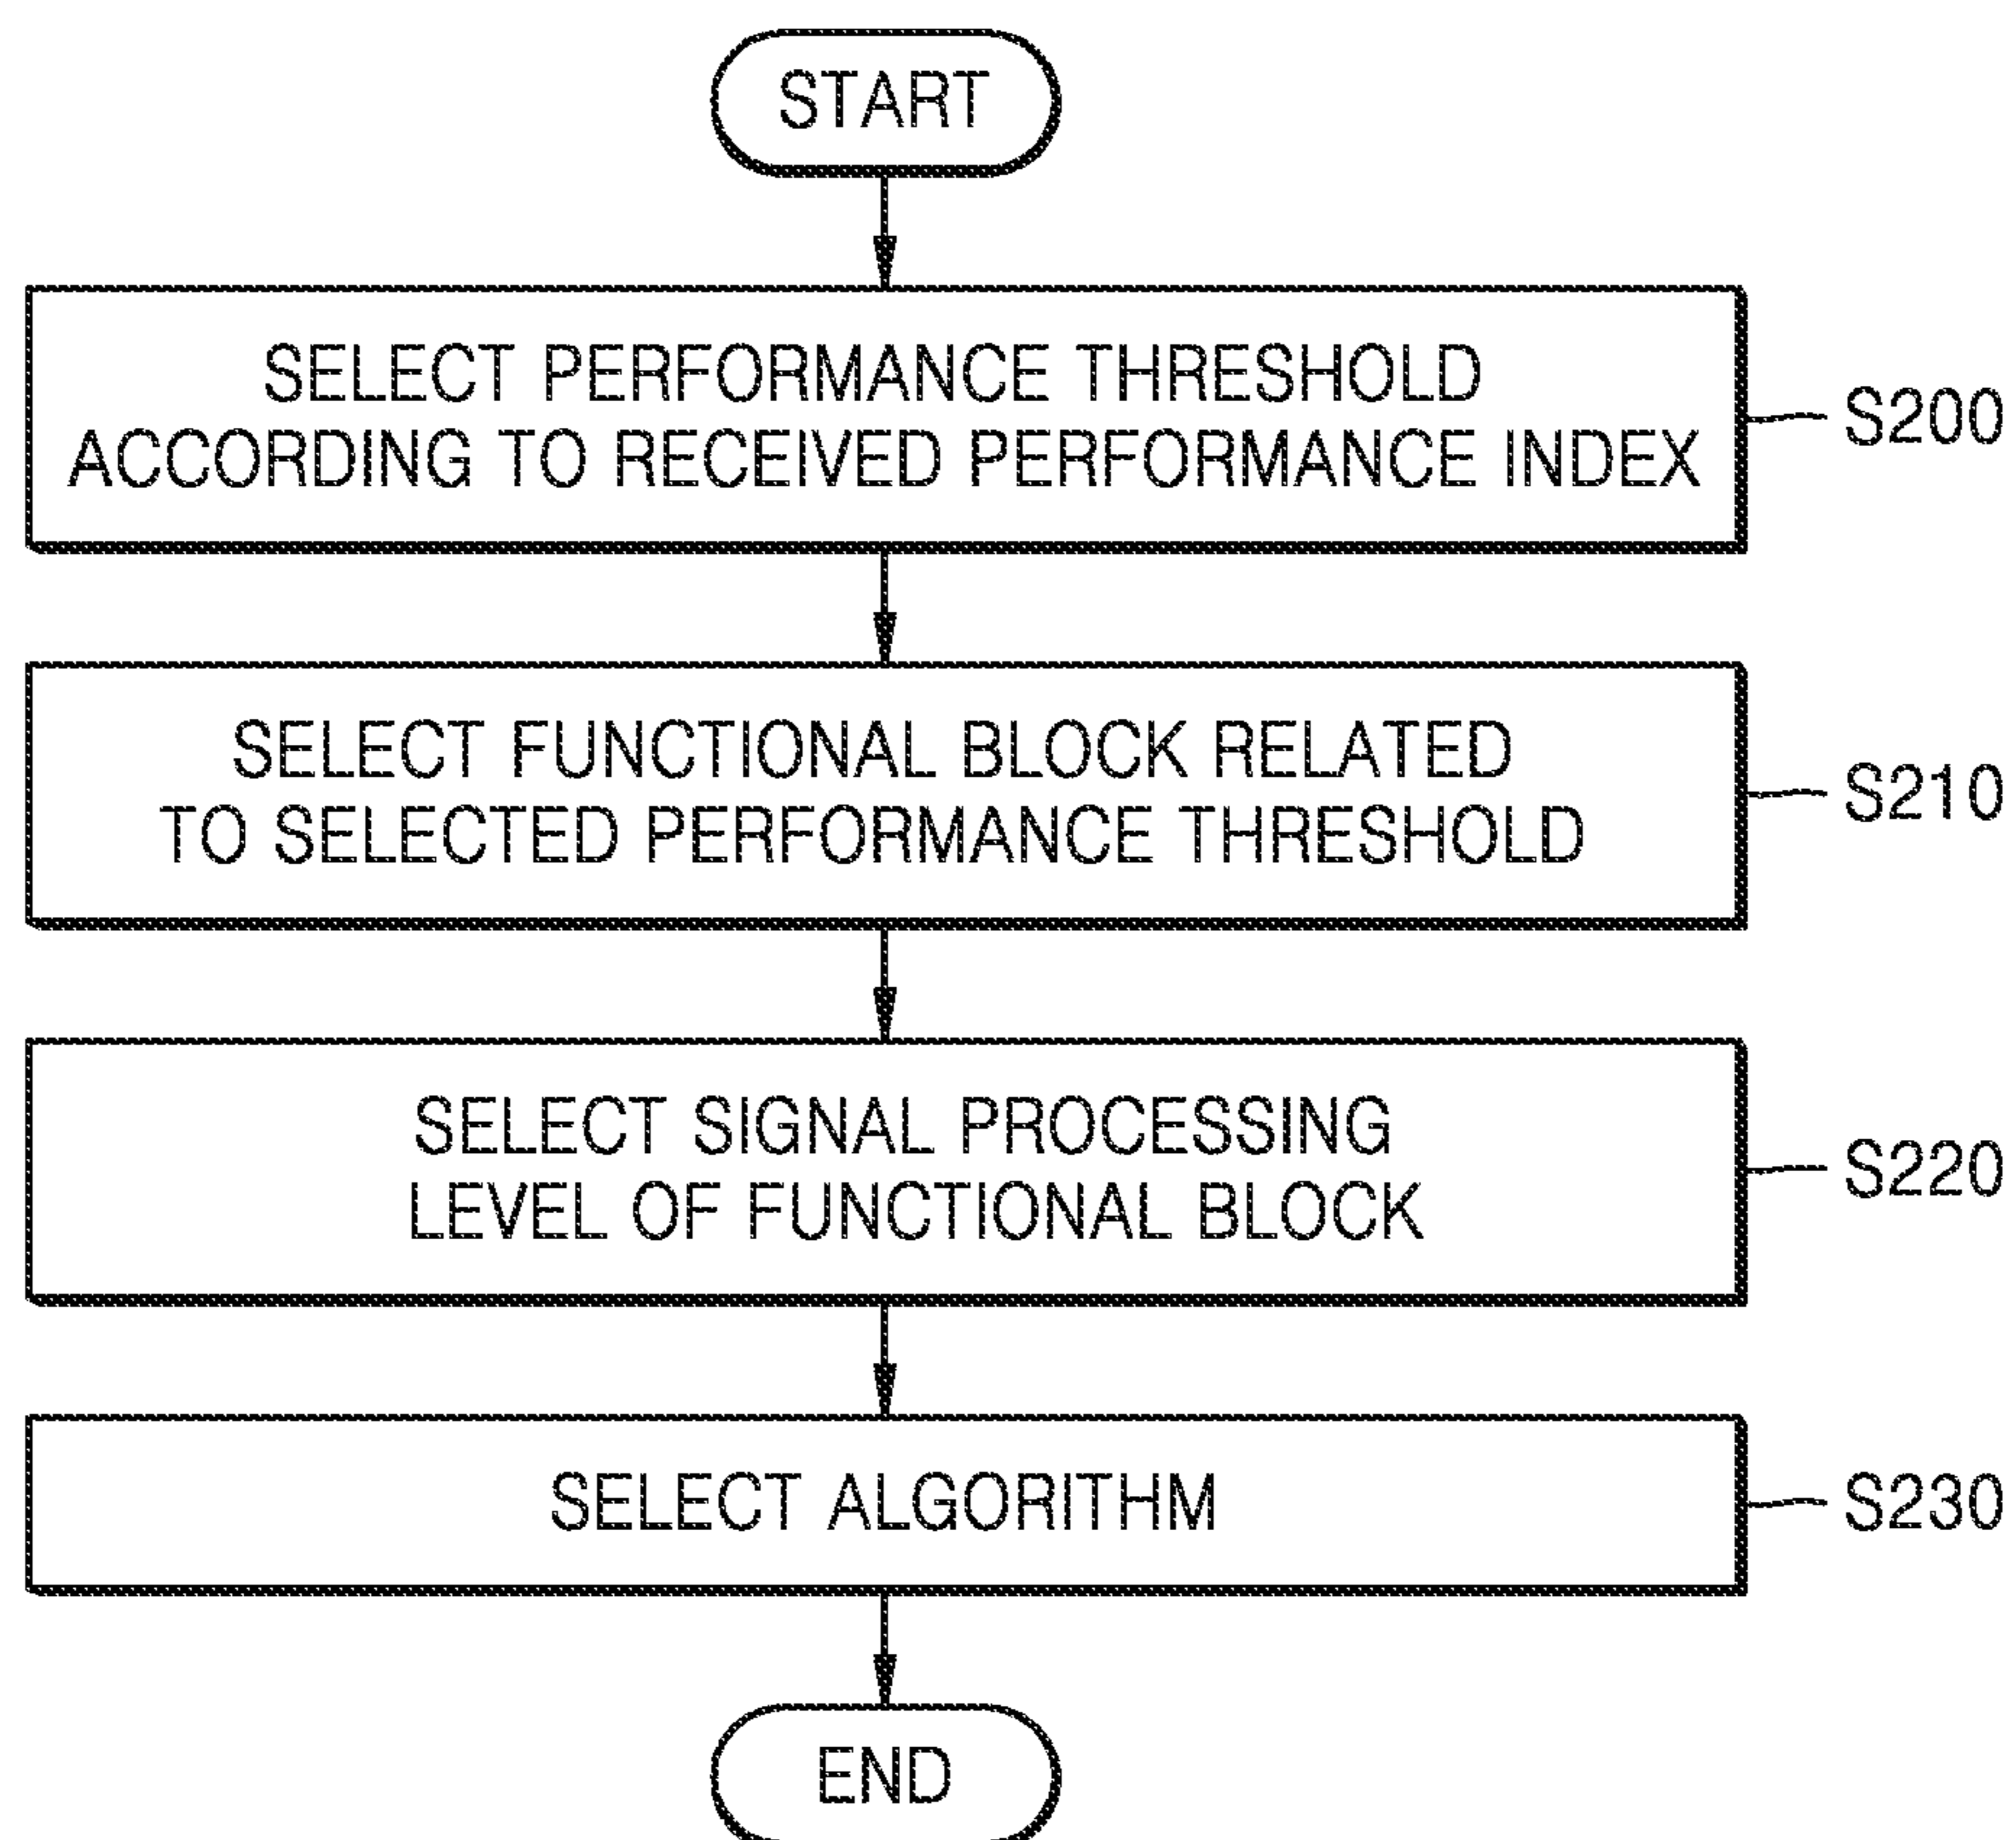 START
SELECT PERFORMANCE THRESHOLD
ACCORDING TO RECEIVED PERFORMANCE INDEX
S200
SELECT FUNCTIONAL BLOCK RELATED
TO SELECTED PERFORMANCE THRESHOLD
S210
SELECT SIGNAL PROCESSING
LEVEL OF FUNCTIONAL BLOCK
S220
SELECT ALGORITHM
S230
END